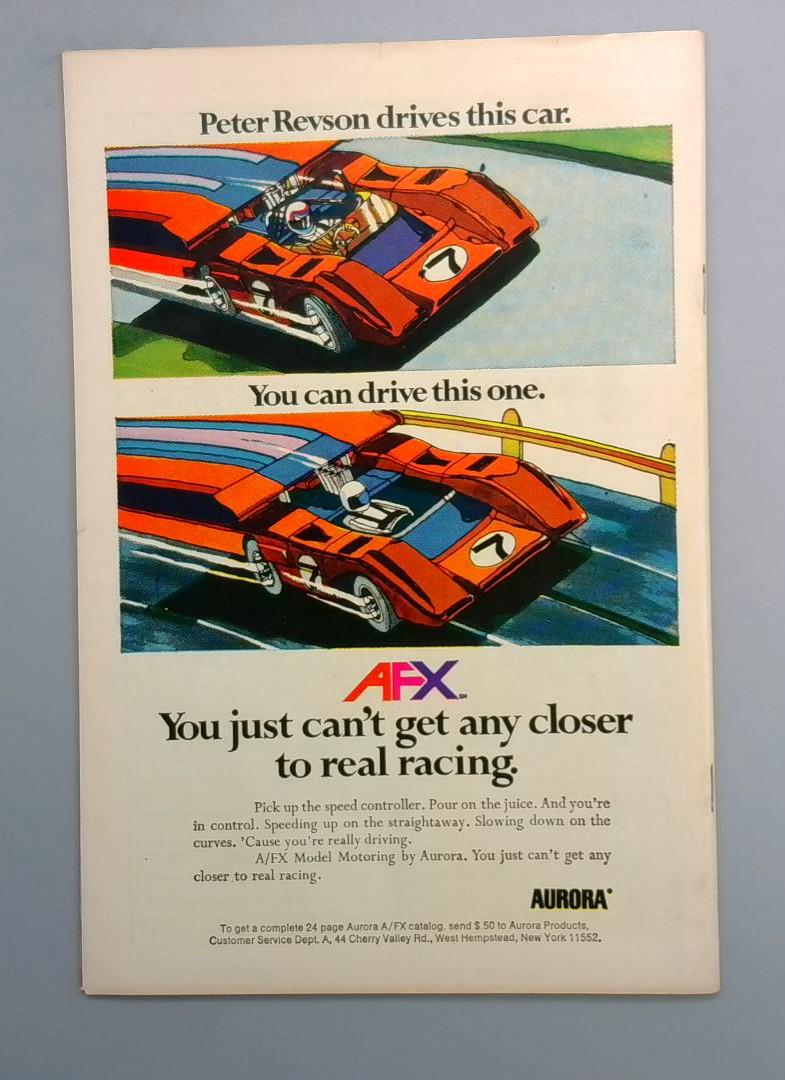 Peter Revson drives this car.
7
7
You can drive this one.
7
7
AFX
You just can't get any closer
to real racing.
Pick up the speed controller. Pour on the juice. And you're
in control. Speeding up on the straightaway. Slowing down on the
curves. 'Cause you're really driving.
A/FX Model Motoring by Aurora. You just can't get any
closer to real racing.
AURORA®
To get a complete 24 page Aurora A/FX catalog, send $.50 to Aurora Products,
Customer Service Dept. A, 44 Cherry Valley Rd., West Hempstead, New York 11552.